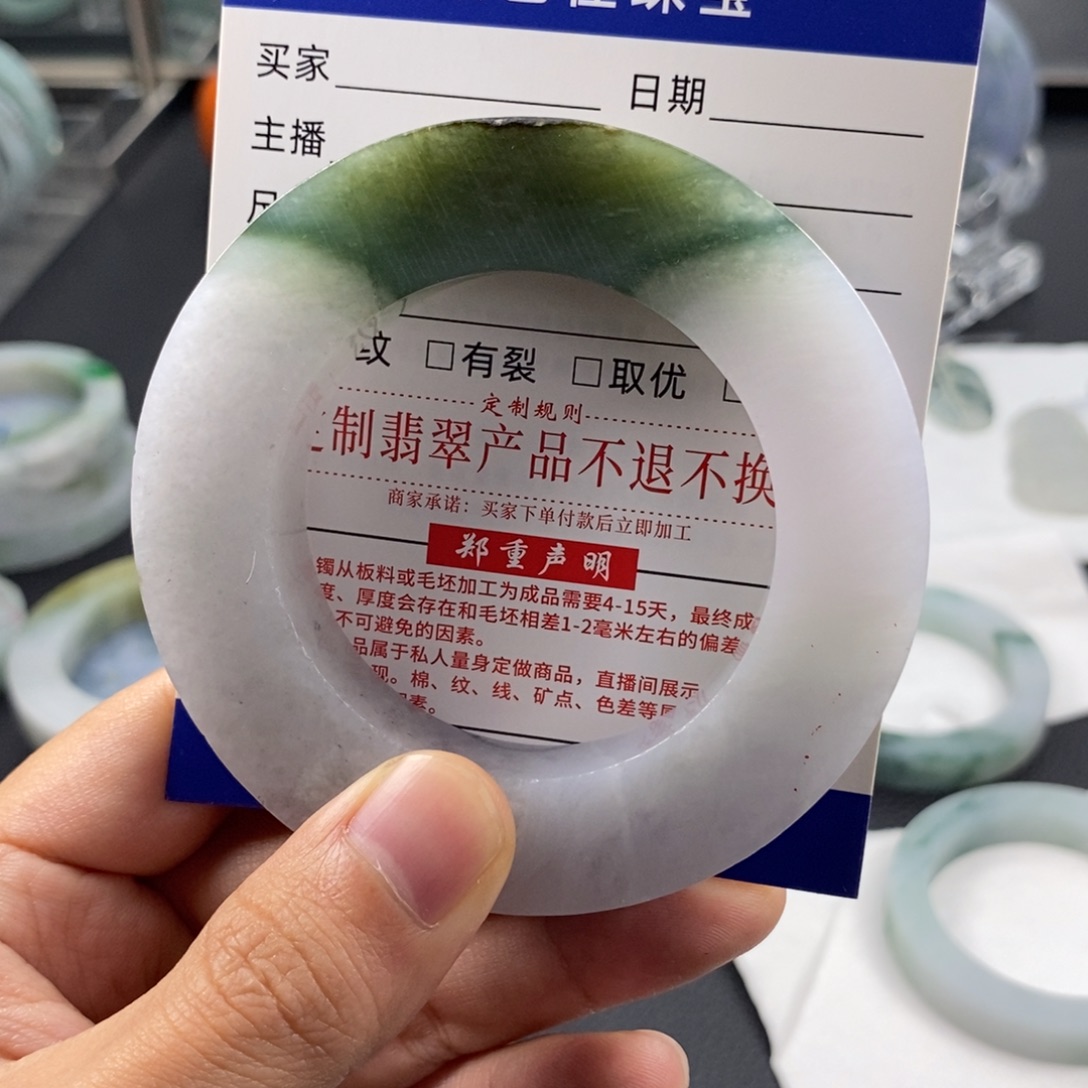 珠宝
买家 日期
主播
尺
纹 □有裂 □取优
定制规则
制翡翠产品不退不换
商家承诺：买家下单付款后立即加工
郑重声明
镯从板料或毛坯加工为成品需要4-15天，最终成
度、厚度会存在和毛坯相差1-2毫米左右的偏差
不可避免的因素。
品属于私人量身定做商品，直播间展示
现。棉、纹、线、矿点、色差等属
素。